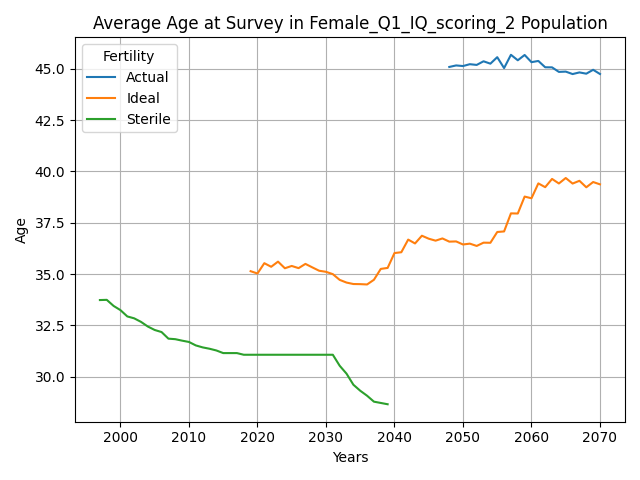 Average Age at Survey in Female_Q1_IQ_scoring_2 Population
Fertility
Actual
Ideal
Sterile
Age
45.0
42.5
40.0
37.5
35.0
32.5
30.0
2000 2010 2020 2030 2040 2050 2060 2070
Years